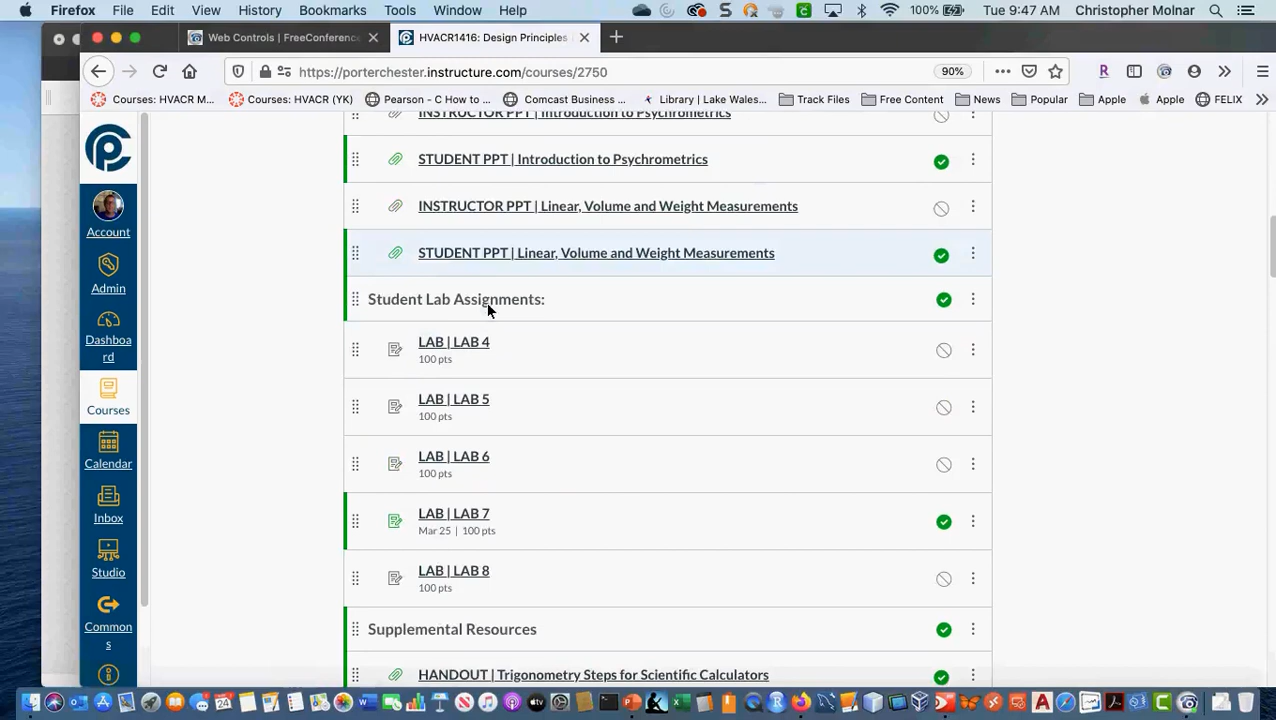 Firefox File Edit View History Bookmarks Tools Window Help 100% Tue 9:47 AM Christopher Molnar
Web Controls | FreeConference
HVACR1416: Design Principles
https://porterchester.instructure.com/courses/2750
90%
Courses: HVACR M...
Courses: HVACR (YK)
Pearson - C How to ...
Comcast Business ...
Library | Lake Wales...
Track Files
Free Content
News
Popular
Apple
Apple
FELIX
INSTRUCTOR PPT | Introduction to Psychrometrics
STUDENT PPT | Introduction to Psychrometrics
INSTRUCTOR PPT | Linear, Volume and Weight Measurements
STUDENT PPT | Linear, Volume and Weight Measurements
Student Lab Assignments:
LAB | LAB 4
100 pts
LAB | LAB 5
100 pts
LAB | LAB 6
100 pts
LAB | LAB 7
Mar 25 | 100 pts
LAB | LAB 8
100 pts
Supplemental Resources
HANDOUT | Trigonometry Steps for Scientific Calculators
Account
Admin
Dashboa
rd
Courses
Calendar
Inbox
Studio
Common
s